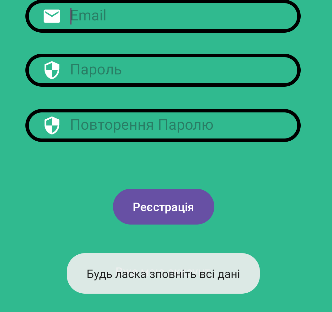 Email
Пароль
Повторення Паролю
Реєстрація
Будь ласка зповніть всі дані